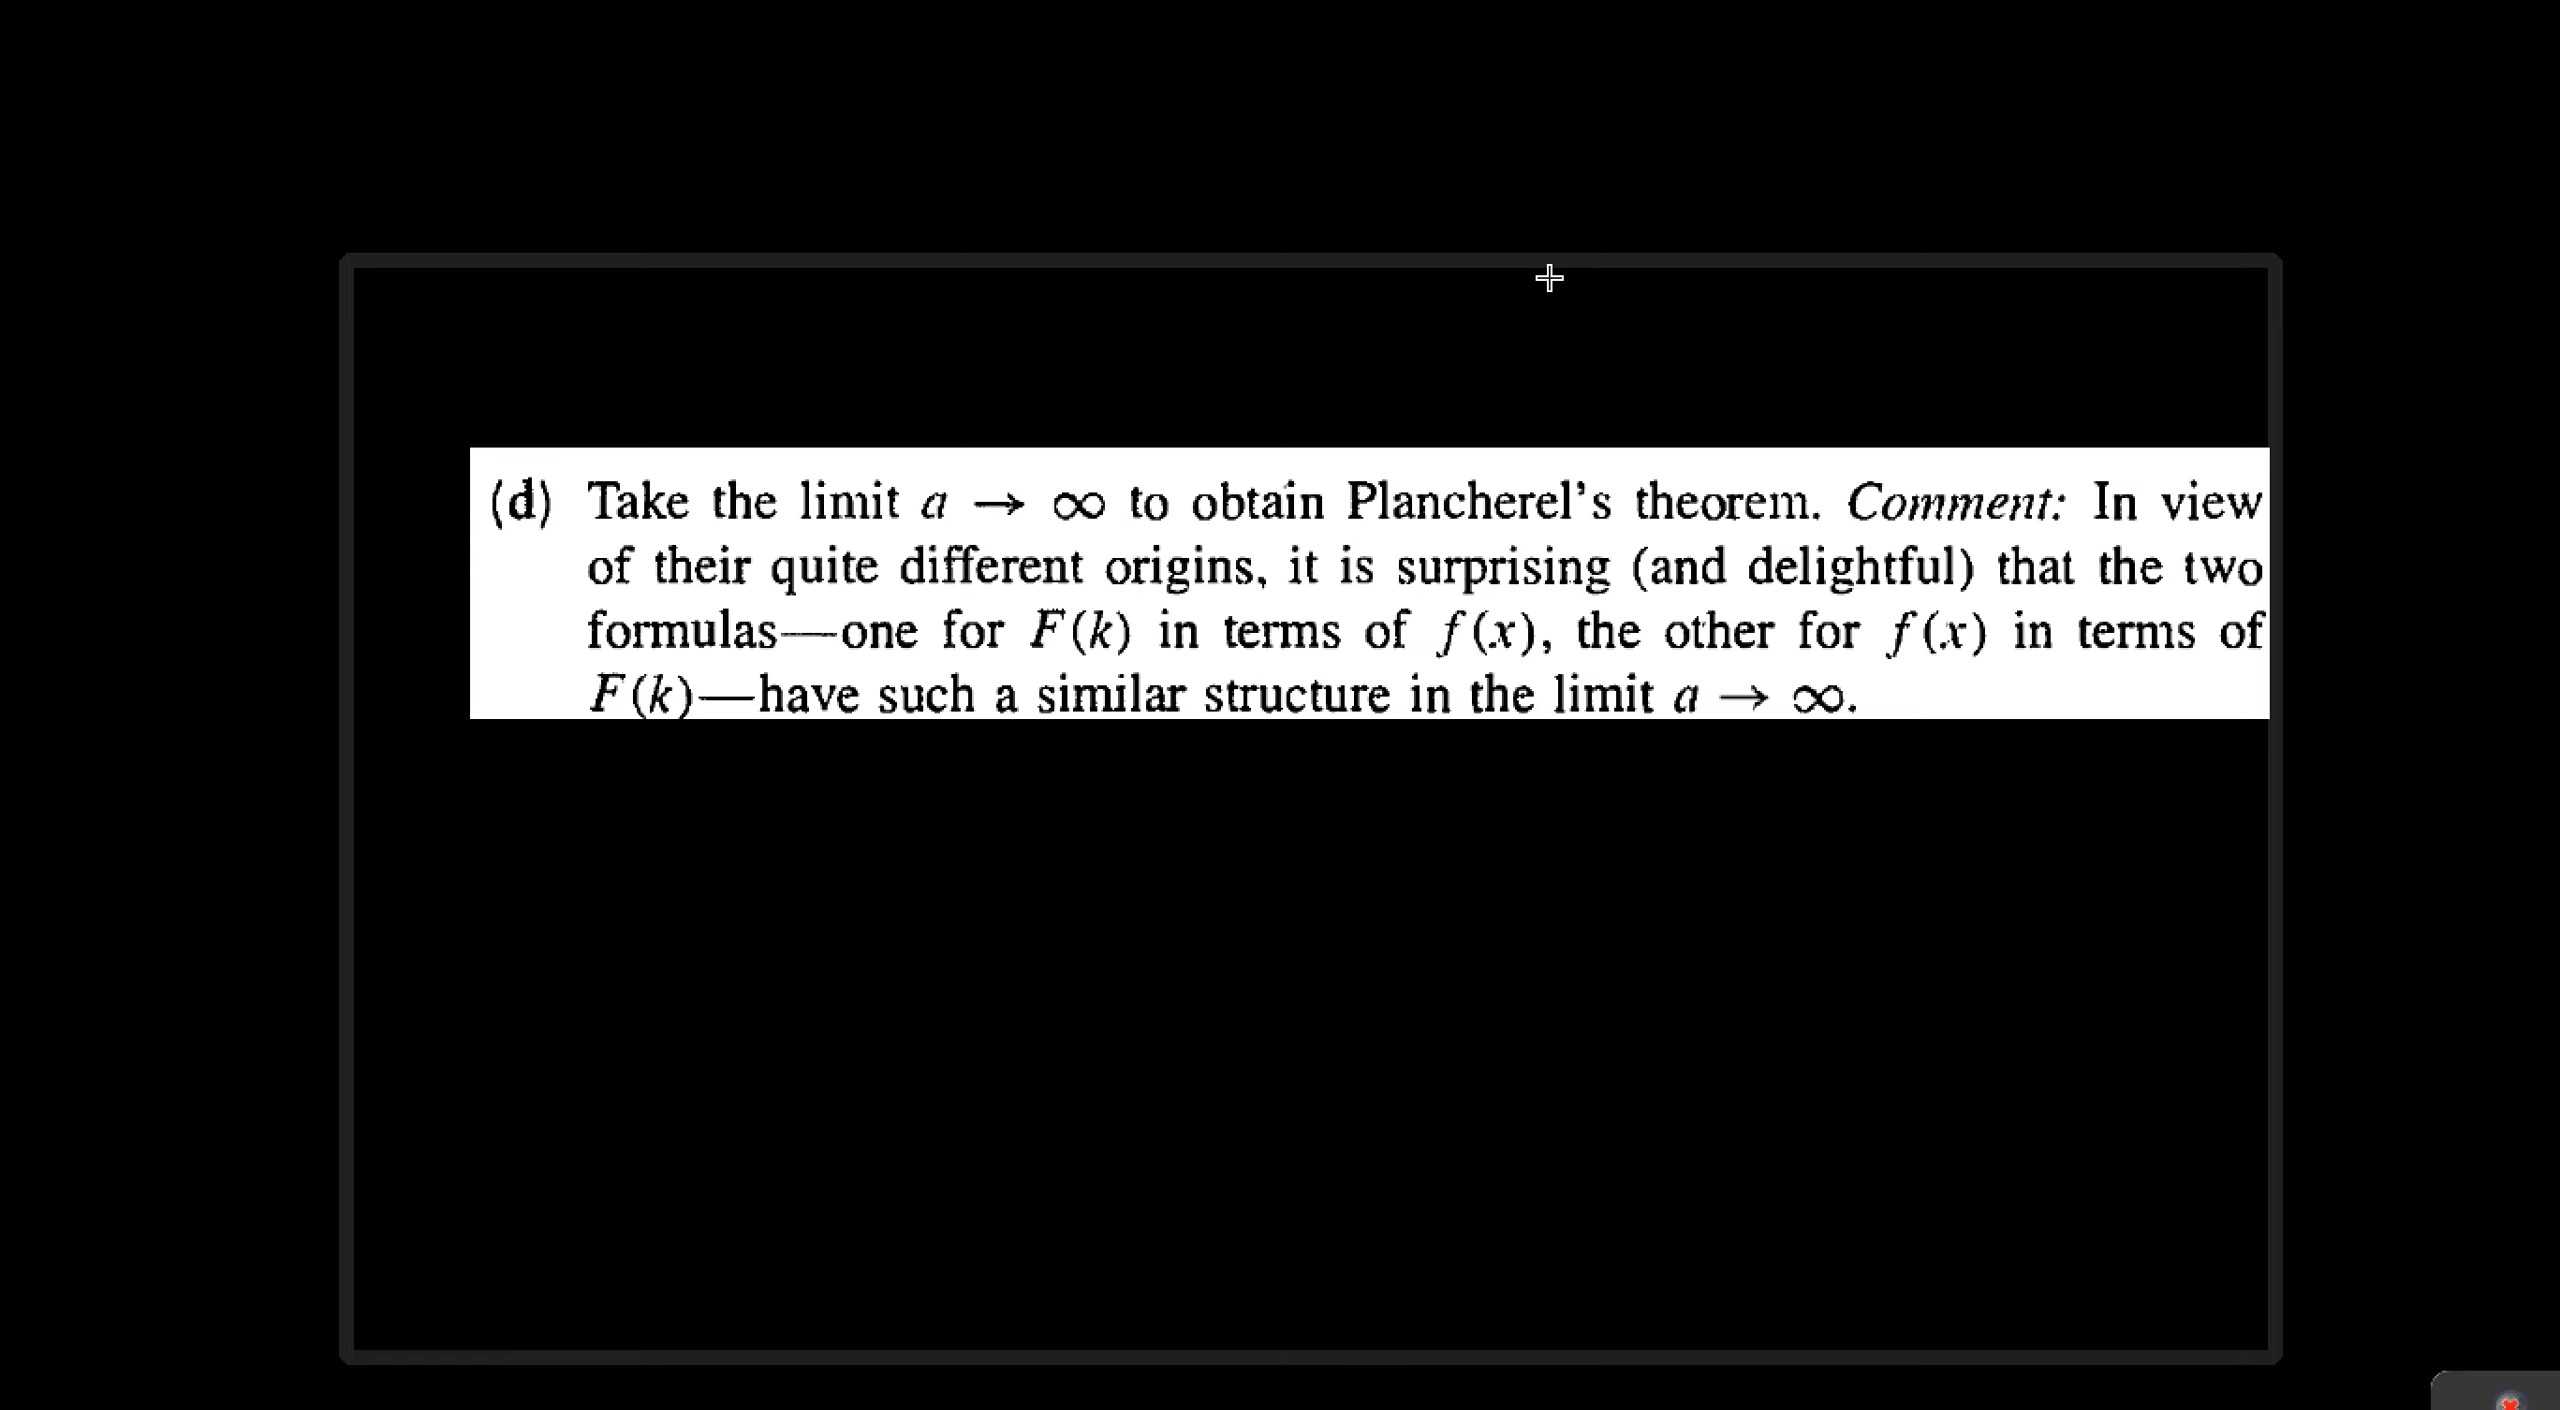 (d) Take the limit a → ∞ to obtain Plancherel's theorem. Comment: In view
of their quite different origins, it is surprising (and delightful) that the two
formulas—one for F(k) in terms of f(x), the other for f(x) in terms of
F(k)—have such a similar structure in the limit a → ∞.